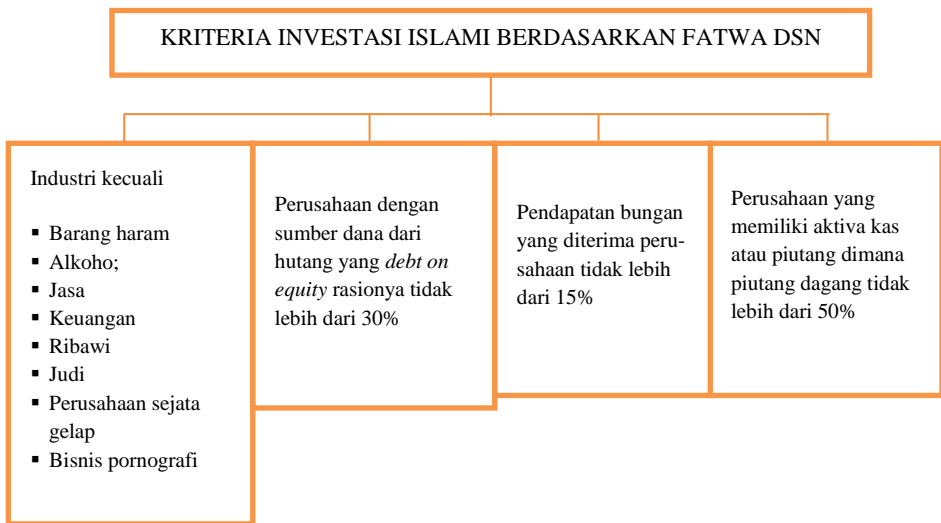 KRITERIA INVESTASI ISLAMI BERDASARKAN FATWA DSN
Industri kecuali
▪ Barang haram
▪ Alkoho;
▪ Jasa
▪ Keuangan
▪ Ribawi
▪ Judi
▪ Perusahaan sejata
gelap
▪ Bisnis pornografi
Perusahaan dengan
sumber dana dari
hutang yang debt on
equity rasionya tidak
lebih dari 30%
Pendapatan bungan
yang diterima peru-
sahaan tidak lebih
dari 15%
Perusahaan yang
memiliki aktiva kas
atau piutang dimana
piutang dagang tidak
lebih dari 50%